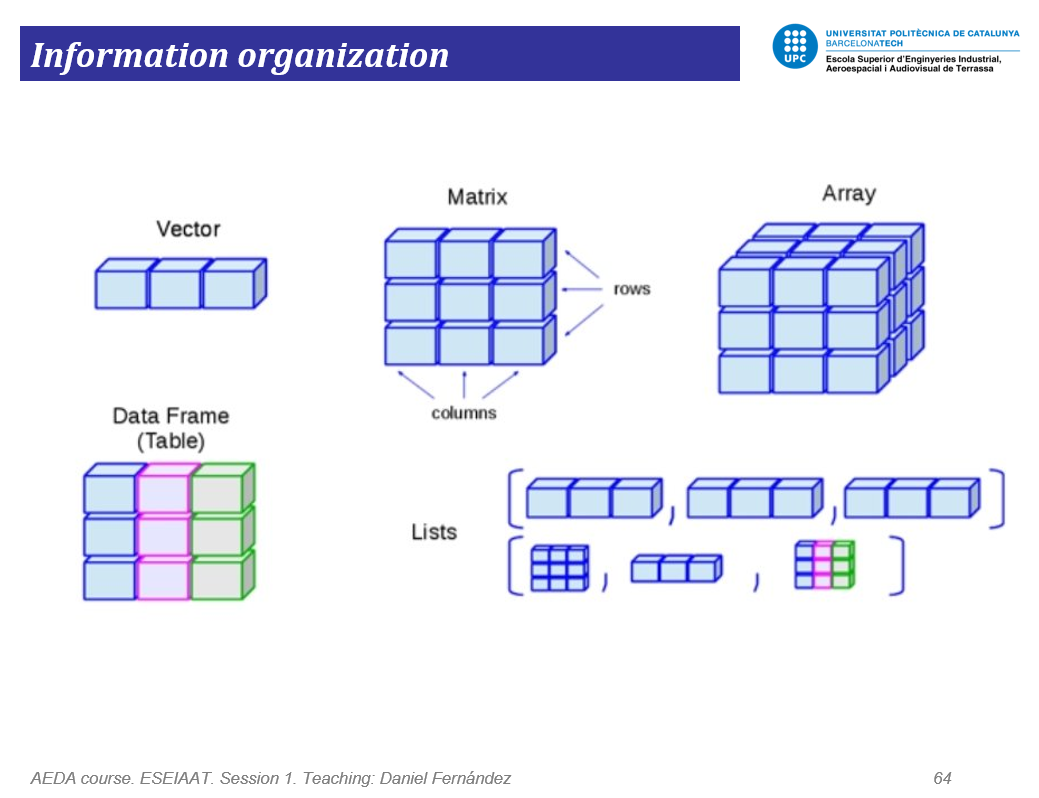 Information organization
UNIVERSITAT POLITÈCNICA DE CATALUNYA
BARCELONATECH
UPC
Escola Superior d'Enginyeries Industrial,
Aeroespacial i Audiovisual de Terrassa
Vector
Matrix
Array
rows
columns
Data Frame
(Table)
Lists
[ , , ]
[ , , ]
AEDA course. ESEIAAT. Session 1. Teaching: Daniel Fernández
64